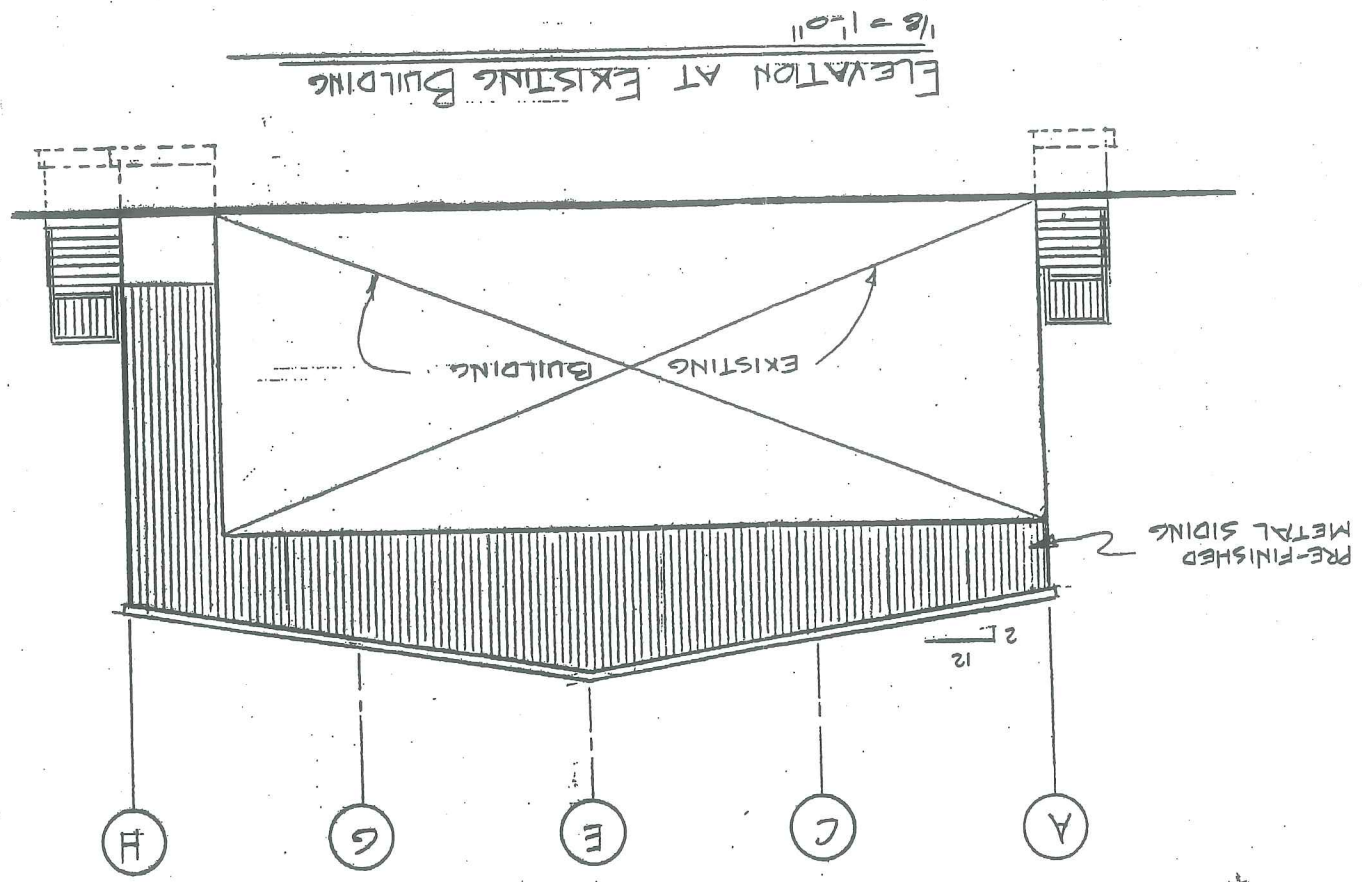 A C E G H
12
2
PRE-FINISHED
METAL SIDING
EXISTING BUILDING
ELEVATION AT EXISTING BUILDING
1/8 = 1'-0"